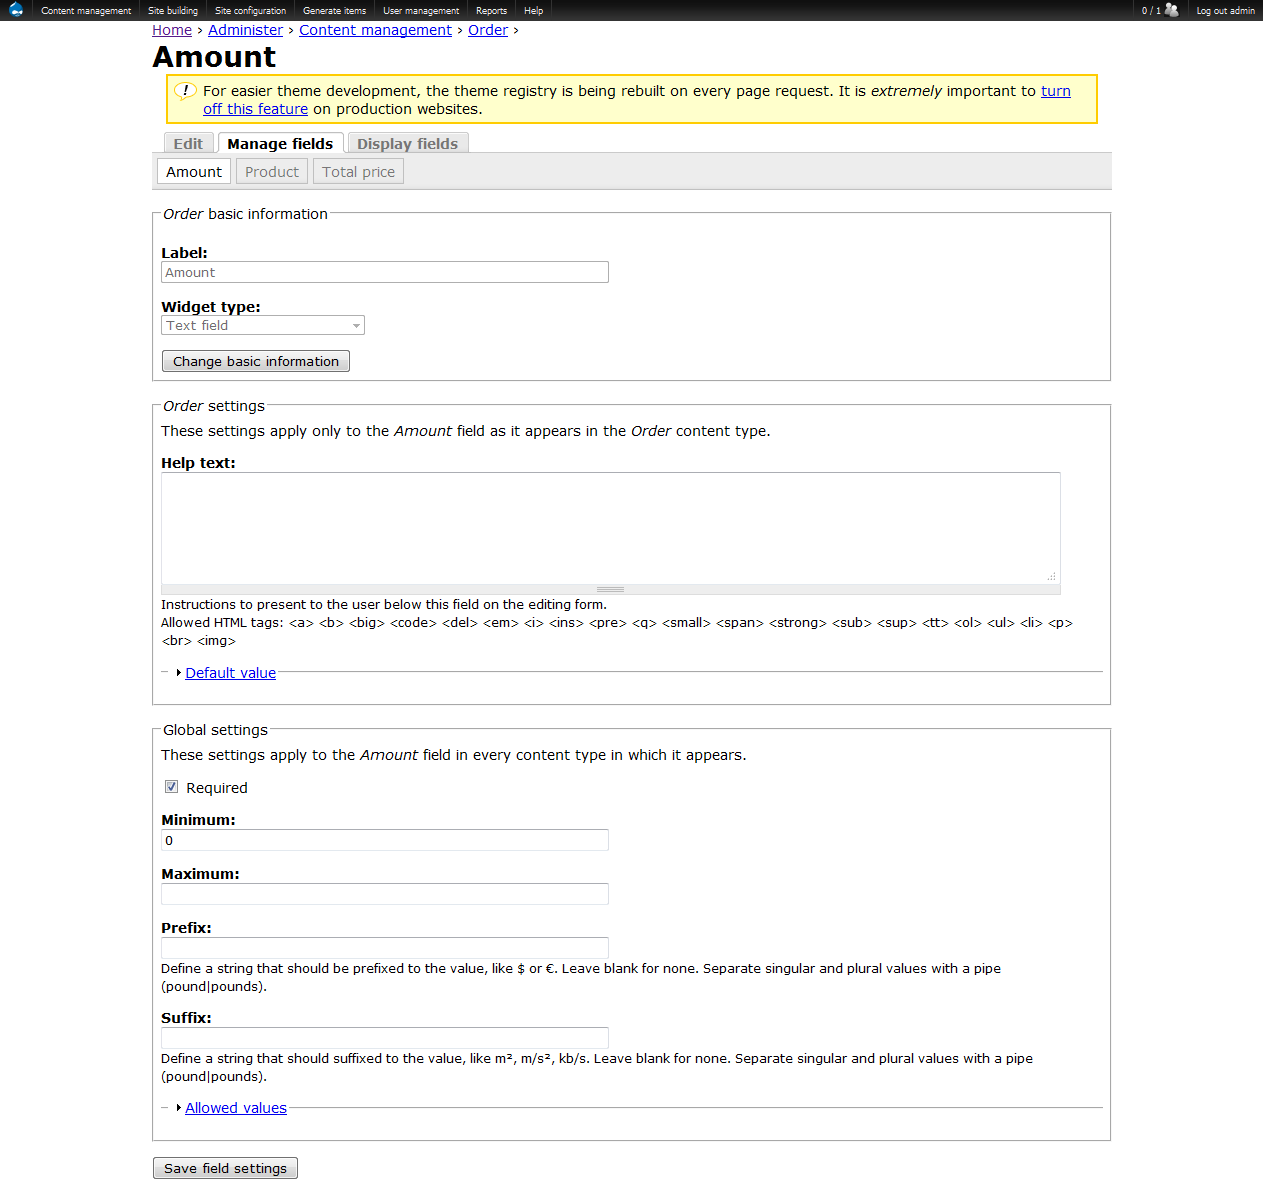 Content management Site building Site configuration Generate items User management Reports Help 0 / 1 Log out admin
Home › Administer › Content management › Order ›
Amount
For easier theme development, the theme registry is being rebuilt on every page request. It is extremely important to turn
off this feature on production websites.
Edit Manage fields Display fields
Amount Product Total price
Order basic information
Label:
Amount
Widget type:
Text field
Change basic information
Order settings
These settings apply only to the Amount field as it appears in the Order content type.
Help text:
Instructions to present to the user below this field on the editing form.
Allowed HTML tags: <a> <b> <big> <code> <del> <em> <i> <ins> <pre> <q> <small> <span> <strong> <sub> <sup> <tt> <ol> <ul> <li> <p>
<br> <img>
Default value
Global settings
These settings apply to the Amount field in every content type in which it appears.
Required
Minimum:
0
Maximum:
Prefix:
Define a string that should be prefixed to the value, like $ or €. Leave blank for none. Separate singular and plural values with a pipe
(pound|pounds).
Suffix:
Define a string that should suffixed to the value, like m², m/s², kb/s. Leave blank for none. Separate singular and plural values with a pipe
(pound|pounds).
Allowed values
Save field settings